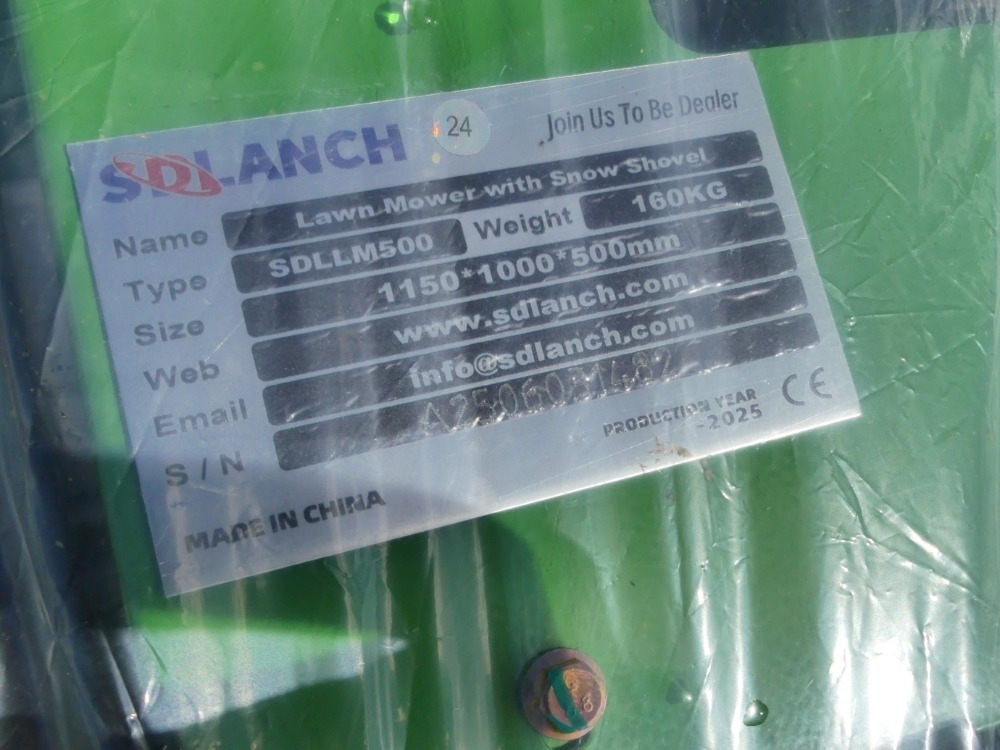 SDLLANCH
24
Join Us To Be Dealer
Name Lawn Mower with Snow Shovel
Type SDLLM500 Weight 160KG
Size 1150*1000*500mm
Web www.sdlanch.com
Email info@sdlanch.com
S / N
MADE IN CHINA
PRODUCTION YEAR
-2025
CE